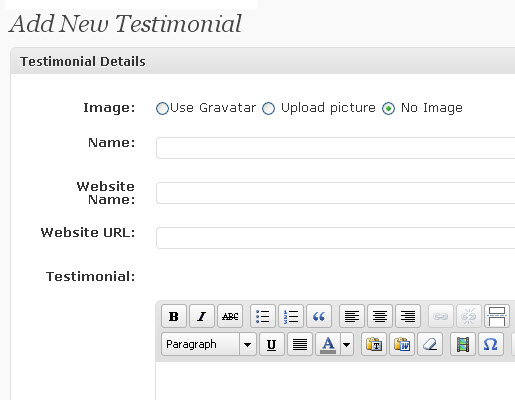 Add New Testimonial
Testimonial Details
Image: Use Gravatar Upload picture No Image
Name:
Website
Name:
Website URL:
Testimonial:
B I ABC
Paragraph U A